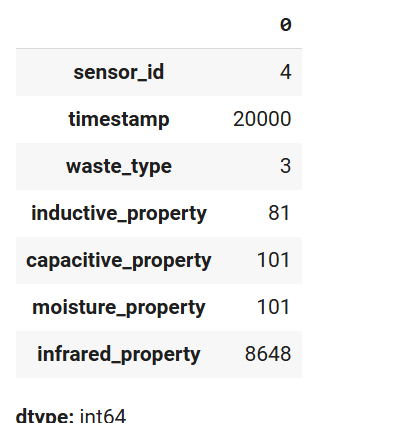 0
sensor_id 4
timestamp 20000
waste_type 3
inductive_property 81
capacitive_property 101
moisture_property 101
infrared_property 8648
dtype: int64